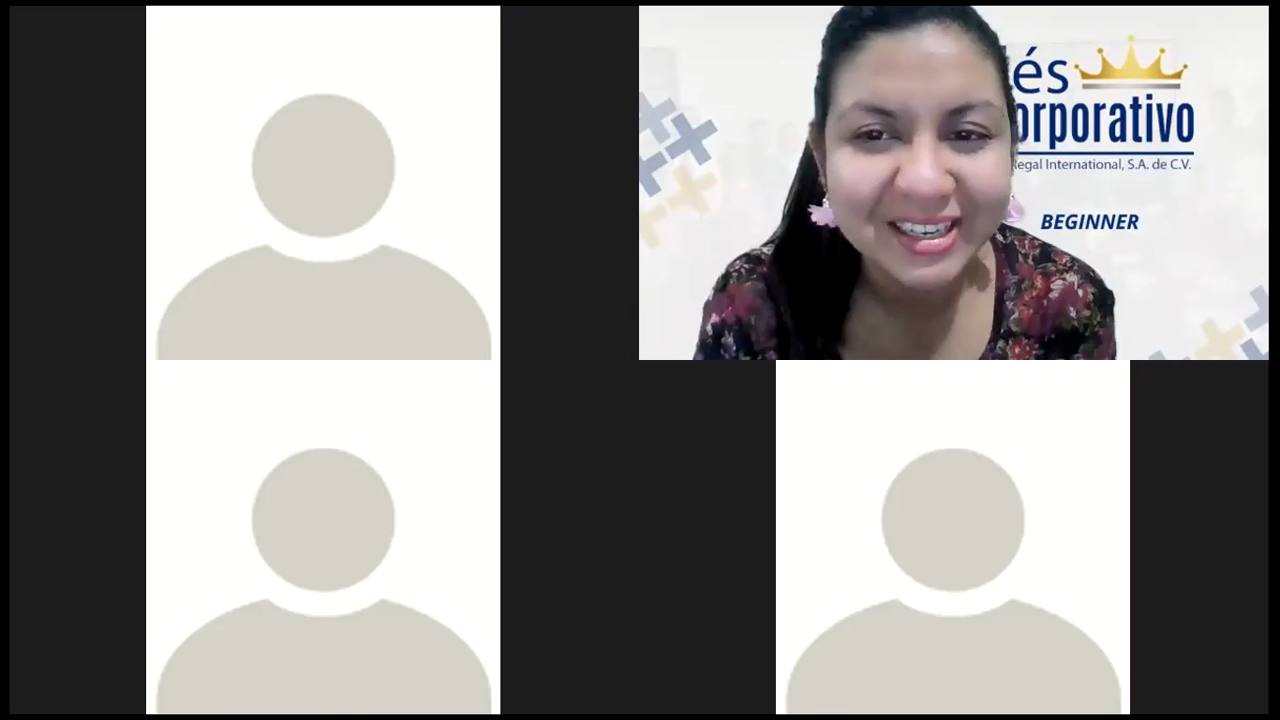 és
orporativo
Regal International, S.A. de C.V.
BEGINNER